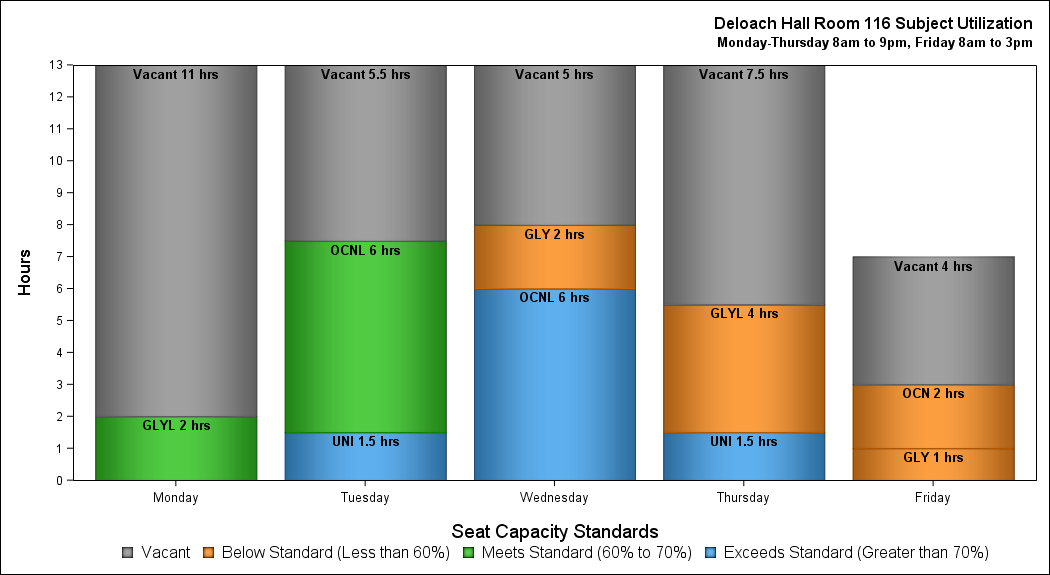 Deloach Hall Room 116 Subject Utilization
Monday-Thursday 8am to 9pm, Friday 8am to 3pm
Hours
13
12
11
10
9
8
7
6
5
4
3
2
1
0
Vacant 11 hrs
GLYL 2 hrs
Vacant 5.5 hrs
OCNL 6 hrs
UNI 1.5 hrs
Vacant 5 hrs
GLY 2 hrs
OCNL 6 hrs
Vacant 7.5 hrs
GLYL 4 hrs
UNI 1.5 hrs
Vacant 4 hrs
OCN 2 hrs
GLY 1 hrs
Monday Tuesday Wednesday Thursday Friday
Seat Capacity Standards
Vacant Below Standard (Less than 60%) Meets Standard (60% to 70%) Exceeds Standard (Greater than 70%)